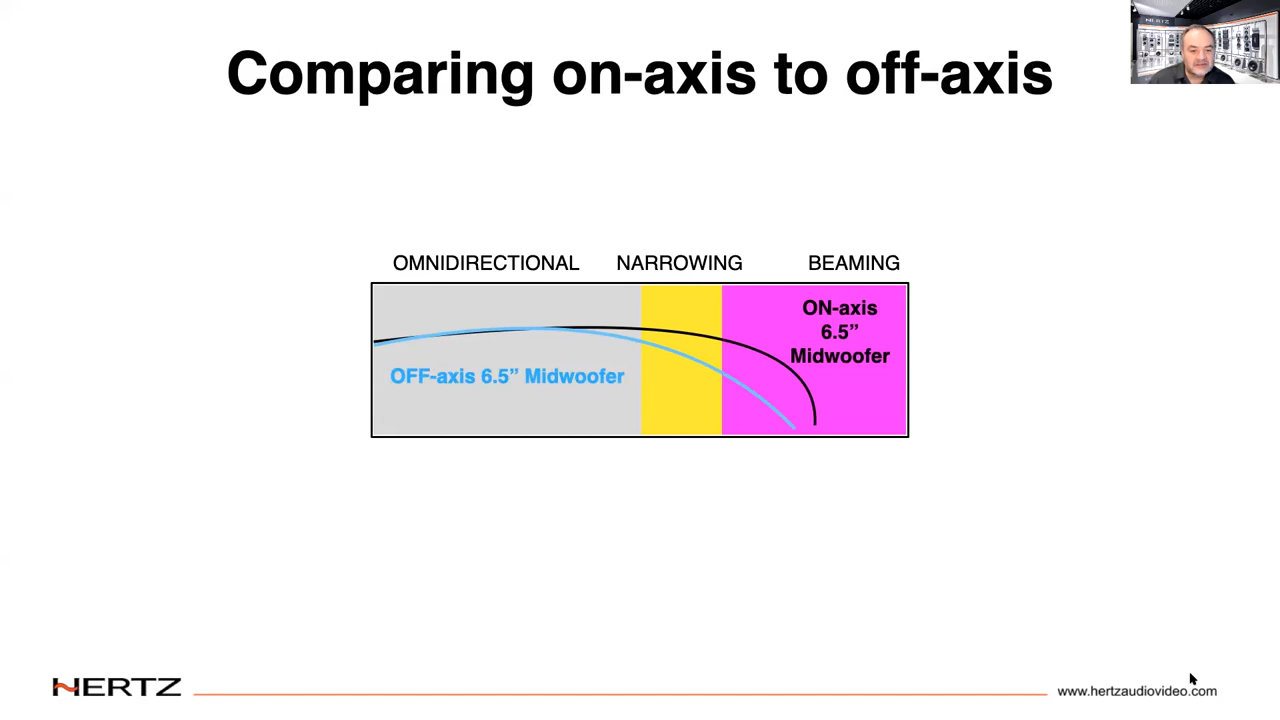 HERTZ
Comparing on-axis to off-axis
OMNIDIRECTIONAL NARROWING BEAMING
ON-axis
6.5”
Midwoofer
OFF-axis 6.5” Midwoofer
HERTZ
www.hertzaudiovideo.com